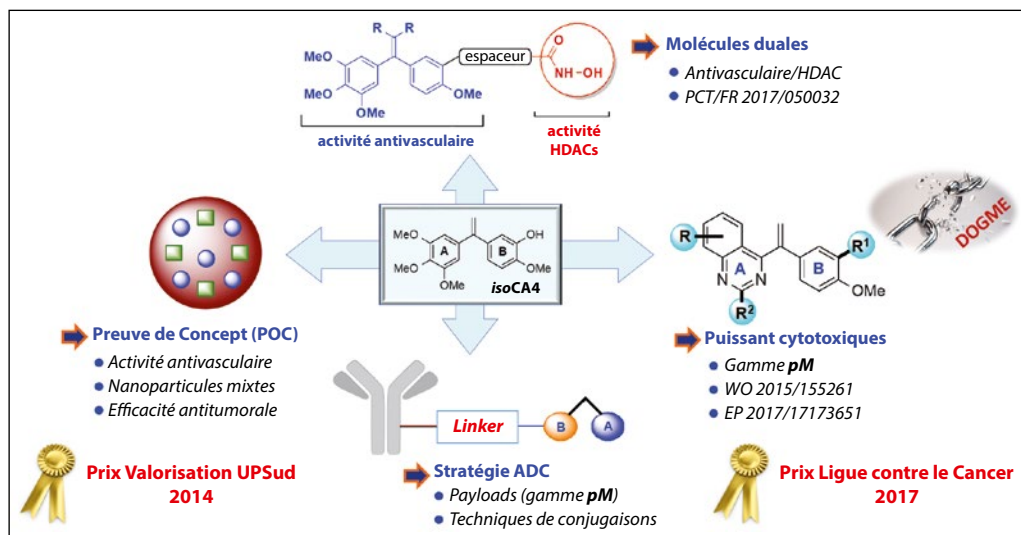 R R
MeO
MeO
OMe
OMe
espaceur
O
NH-OH
activité antivasculaire
activité
HDACs
Molécules duales
Antivasculaire/HDAC
PCT/FR 2017/050032
MeO
MeO
OMe
A
B
OH
OMe
isoCA4
DOGME
R
A
N N
R²
B
R¹
OMe
Preuve de Concept (POC)
Activité antivasculaire
Nanoparticules mixtes
Efficacité antitumorale
Puissant cytotoxiques
Gamme pM
WO 2015/155261
EP 2017/17173651
Linker
B
A
Stratégie ADC
Payloads (gamme pM)
Techniques de conjugaisons
Prix Valorisation UPSud
2014
Prix Ligue contre le Cancer
2017